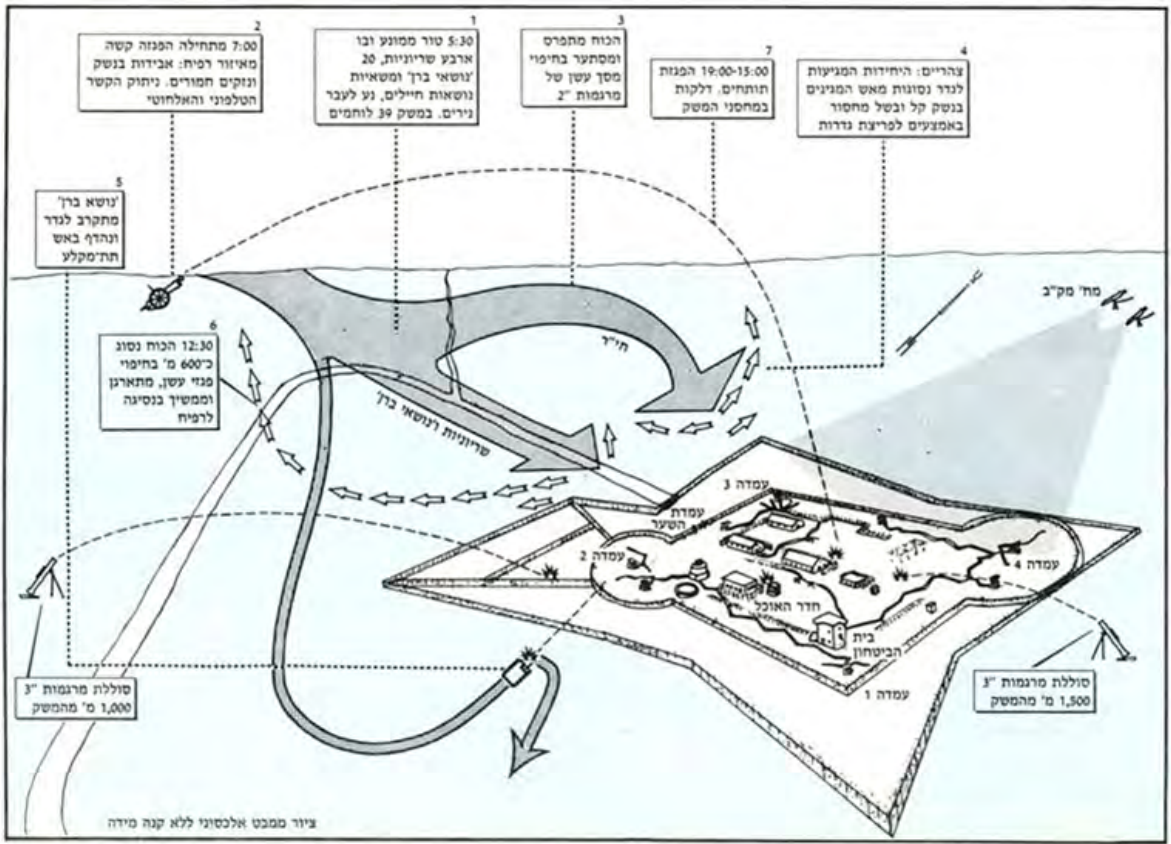 2
7:00 מתחילה הפגזה קשה
מאיזור רפיח: אבידות בנשק
ונזקים חמורים. ניתוק הקשר
הטלפוני והאלחוטי
1
5:30 טור ממונע ובו
ארבע שריוניות, 20
'נושאי ברן' ומשאיות
נושאות חיילים, נע לעבר
נירים. במשק 39 לוחמים
3
הכוח מתפרס
ומסתער בחיפוי
מסך עשן של
מרגמות "2
7
19:00-15:00 הפגזת
תותחים. דלקות
במחסני המשק
4
צהריים: היחידות המגיעות
לגדר נסוגות מאש המגינים
בנשק קל ובשל מחסור
באמצעים לפריצת גדרות
5
'נושא ברן'
מתקרב לגדר
ונהדף באש
תת־מקלע
6
12:30 הכוח נסוג
כ־600 מ' בחיפוי
פגזי עשן, מתארגן
וממשיך בנסיגה
לרפיח
מח' מק"ב
חי"ר
שריוניות ו'נושאי ברן'
עמדה 3
עמדת
השער
עמדה 2
עמדה 4
חדר האוכל
בית
הביטחון
עמדה 1
סוללת מרגמות "3
1,000 מ' מהמשק
סוללת מרגמות "3
1,500 מ' מהמשק
ציור ממבט אלכסוני ללא קנה מידה